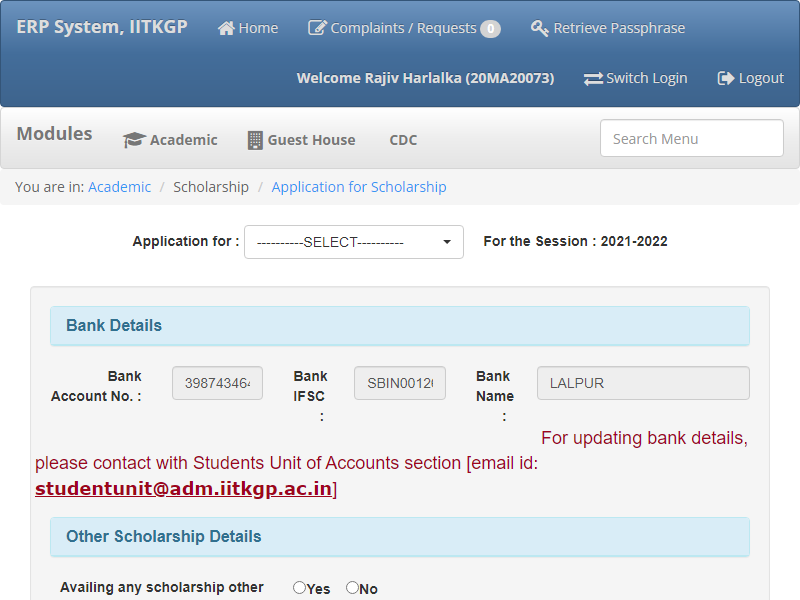 ERP System, IITKGP Home Complaints / Requests 0 Retrieve Passphrase
Welcome Rajiv Harlalka (20MA20073) Switch Login Logout
Modules Academic Guest House CDC Search Menu
You are in: Academic / Scholarship / Application for Scholarship
Application for : ----------SELECT---------- For the Session : 2021-2022
Bank Details
Bank Account No. : 398743464 Bank IFSC : SBIN00120 Bank Name : LALPUR
For updating bank details,
please contact with Students Unit of Accounts section [email id:
studentunit@adm.iitkgp.ac.in]
Other Scholarship Details
Availing any scholarship other Yes No